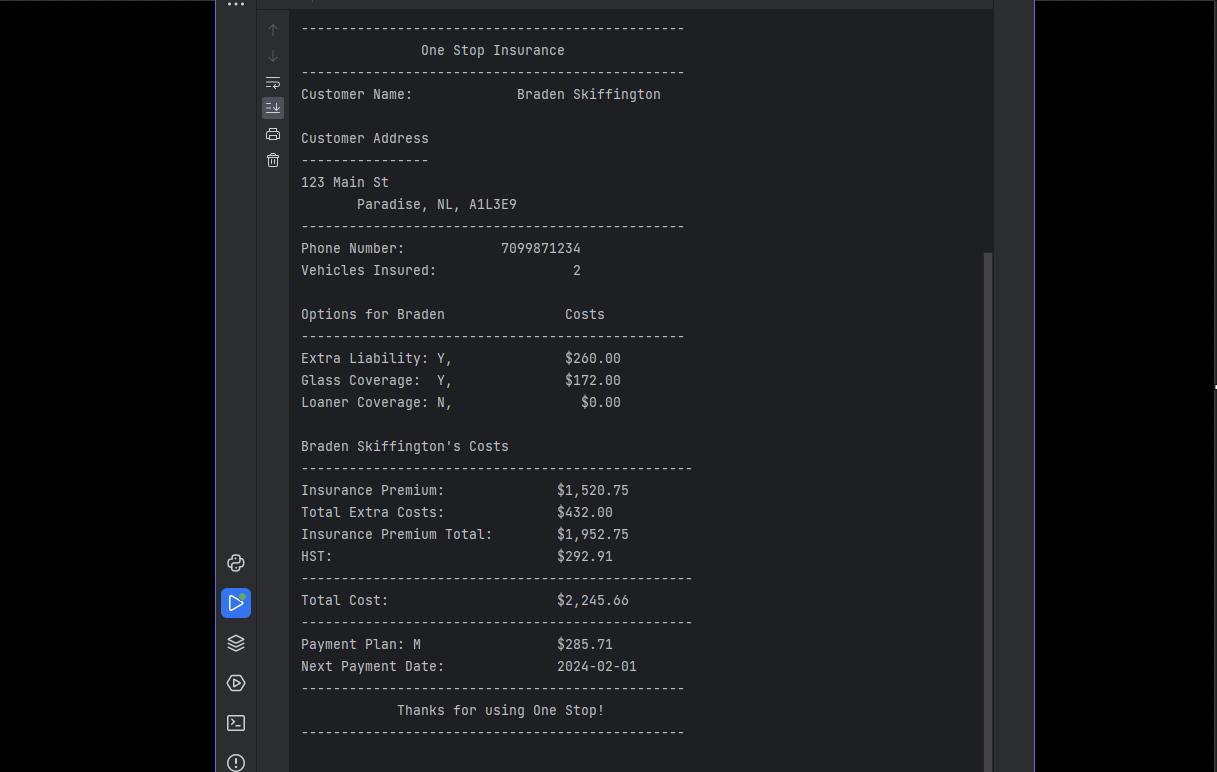 ------------------------------------------------
One Stop Insurance
------------------------------------------------
Customer Name:             Braden Skiffington
Customer Address
----------------
123 Main St
       Paradise, NL, A1L3E9
------------------------------------------------
Phone Number:            7099871234
Vehicles Insured:                 2
Options for Braden               Costs
------------------------------------------------
Extra Liability: Y,              $260.00
Glass Coverage:  Y,              $172.00
Loaner Coverage: N,                $0.00
Braden Skiffington's Costs
-------------------------------------------------
Insurance Premium:              $1,520.75
Total Extra Costs:              $432.00
Insurance Premium Total:        $1,952.75
HST:                            $292.91
-------------------------------------------------
Total Cost:                     $2,245.66
-------------------------------------------------
Payment Plan: M                 $285.71
Next Payment Date:              2024-02-01
------------------------------------------------
Thanks for using One Stop!
------------------------------------------------